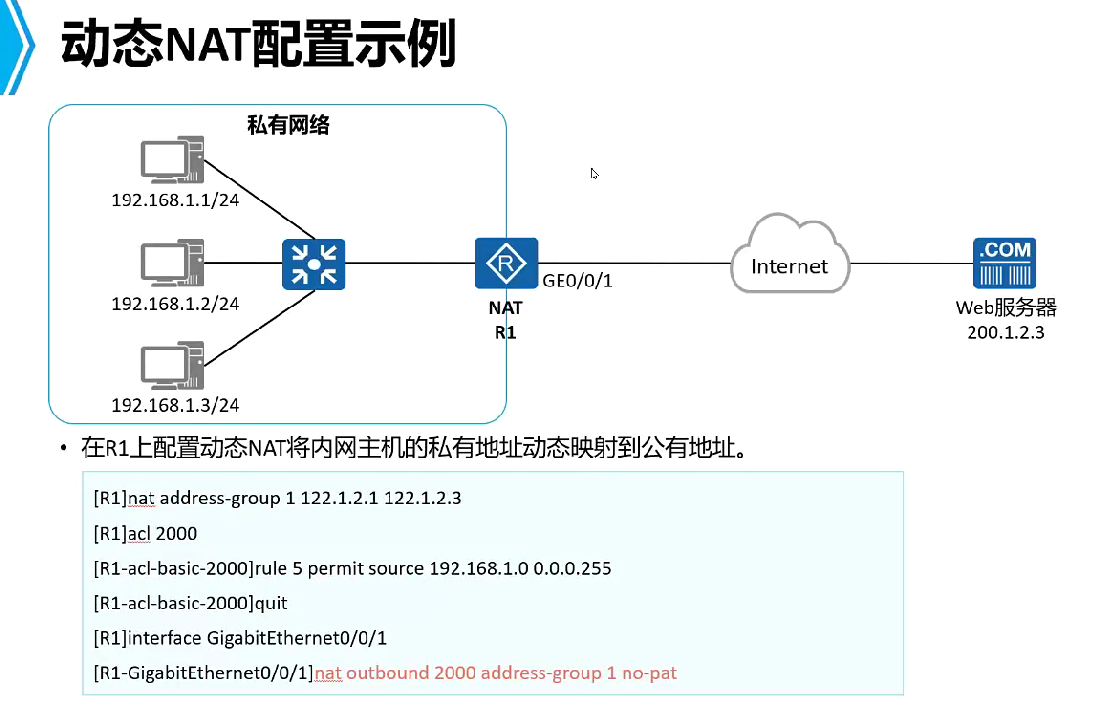 动态NAT配置示例
私有网络
192.168.1.1/24
192.168.1.2/24
192.168.1.3/24
R
GE0/0/1
NAT
R1
Internet
.COM
Web服务器
200.1.2.3
• 在R1上配置动态NAT将内网主机的私有地址动态映射到公有地址。
[R1]nat address-group 1 122.1.2.1 122.1.2.3
[R1]acl 2000
[R1-acl-basic-2000]rule 5 permit source 192.168.1.0 0.0.0.255
[R1-acl-basic-2000]quit
[R1]interface GigabitEthernet0/0/1
[R1-GigabitEthernet0/0/1]nat outbound 2000 address-group 1 no-pat